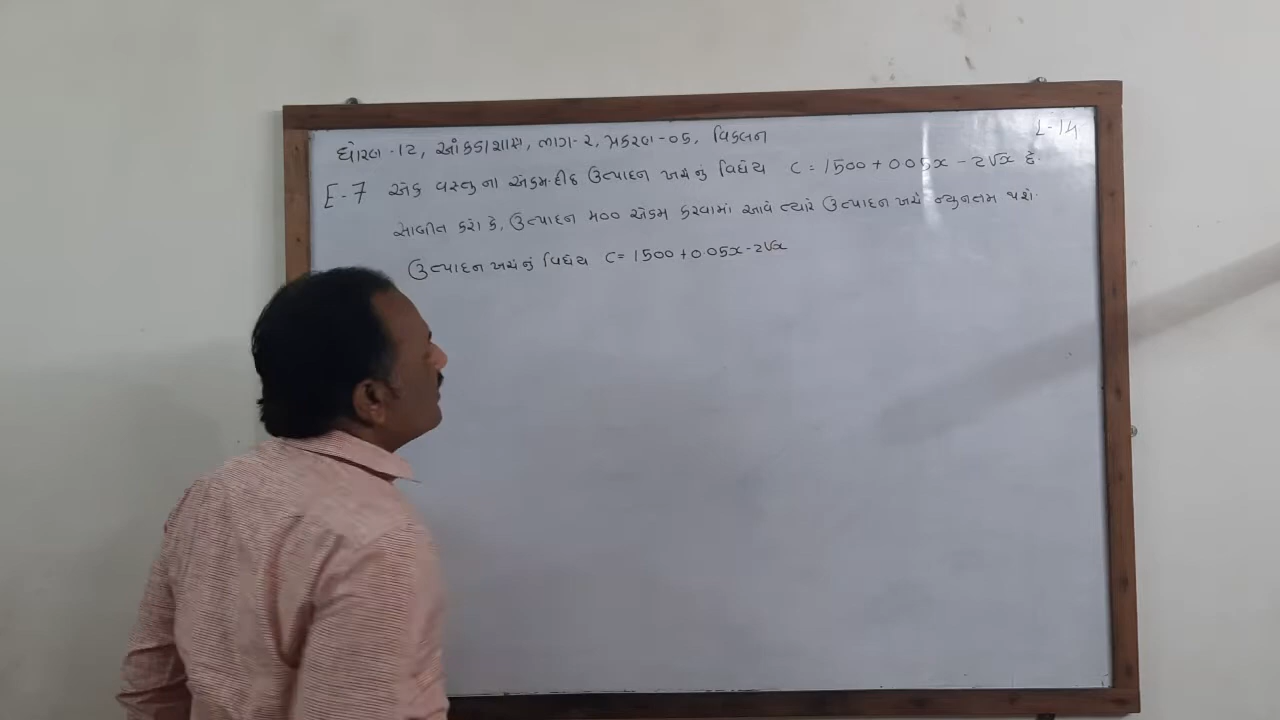 ધોરણ -12, આંકડાશાસ્ત્ર, ભાગ-2, પ્રકરણ-05, વિકલન
L-14
E-7 એક વસ્તુના એકમ દીઠ ઉત્પાદન ખર્ચનું વિધેય C = 1500 + 0.05x - 2√x છે.
સાબીત કરો કે, ઉત્પાદન 400 એકમ કરવામાં આવે ત્યારે ઉત્પાદન ખર્ચ ન્યુનતમ થશે.
ઉત્પાદન ખર્ચનું વિધેય C = 1500 + 0.05x - 2√x